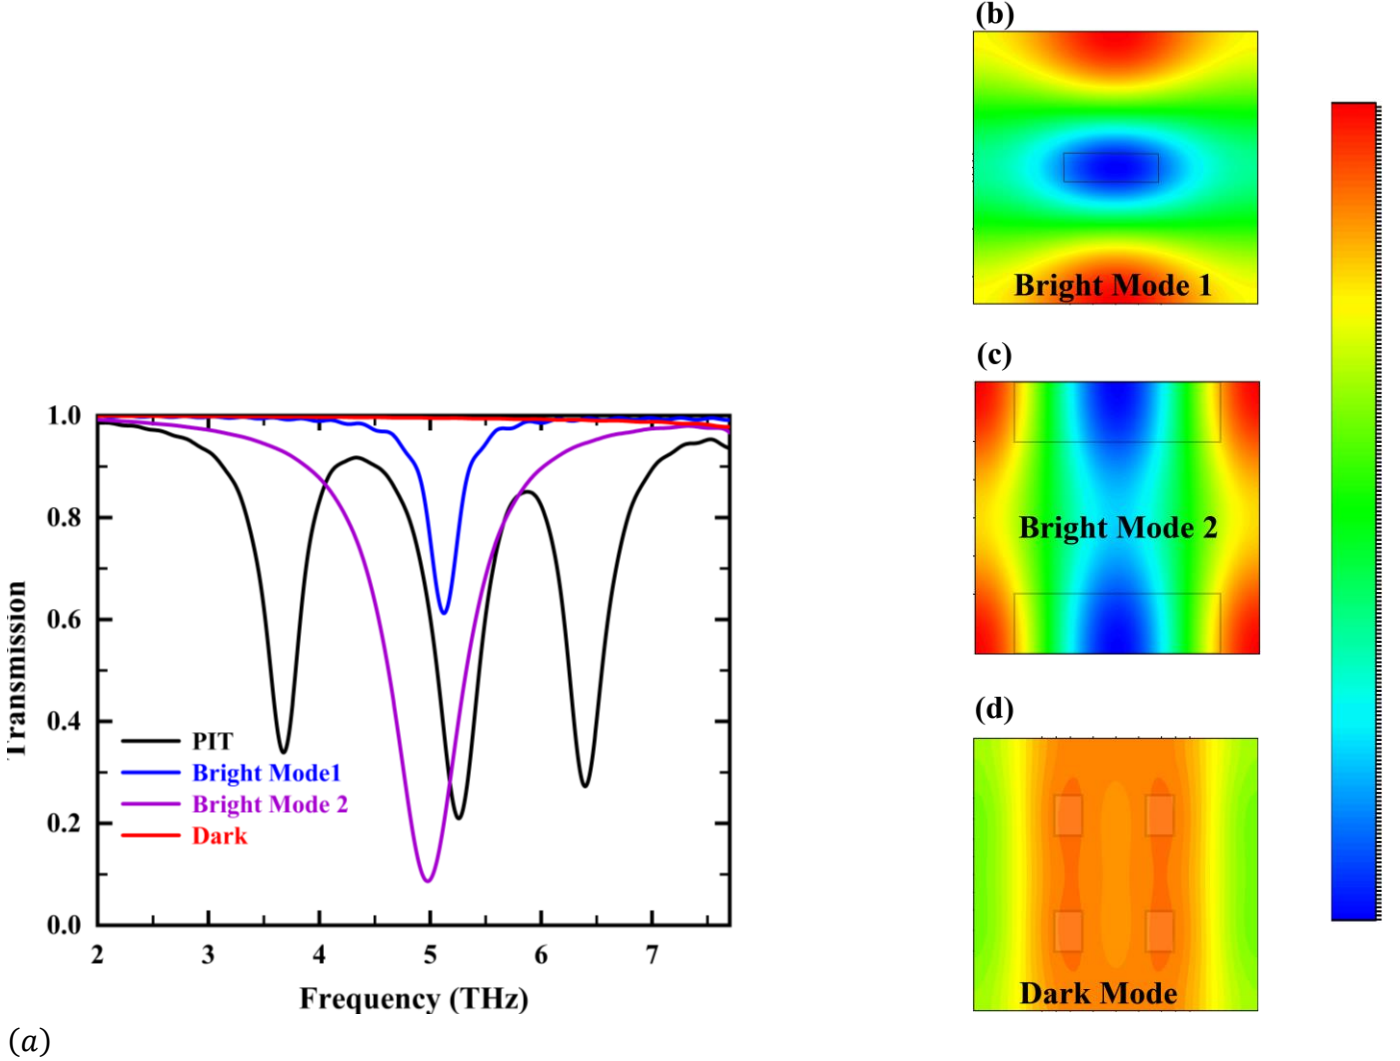 (b)
Bright Mode 1
(c)
Bright Mode 2
(d)
Dark Mode
1.0
0.8
0.6
0.4
0.2
0.0
Transmission
PIT
Bright Mode1
Bright Mode 2
Dark
2 3 4 5 6 7
Frequency (THz)
(a)